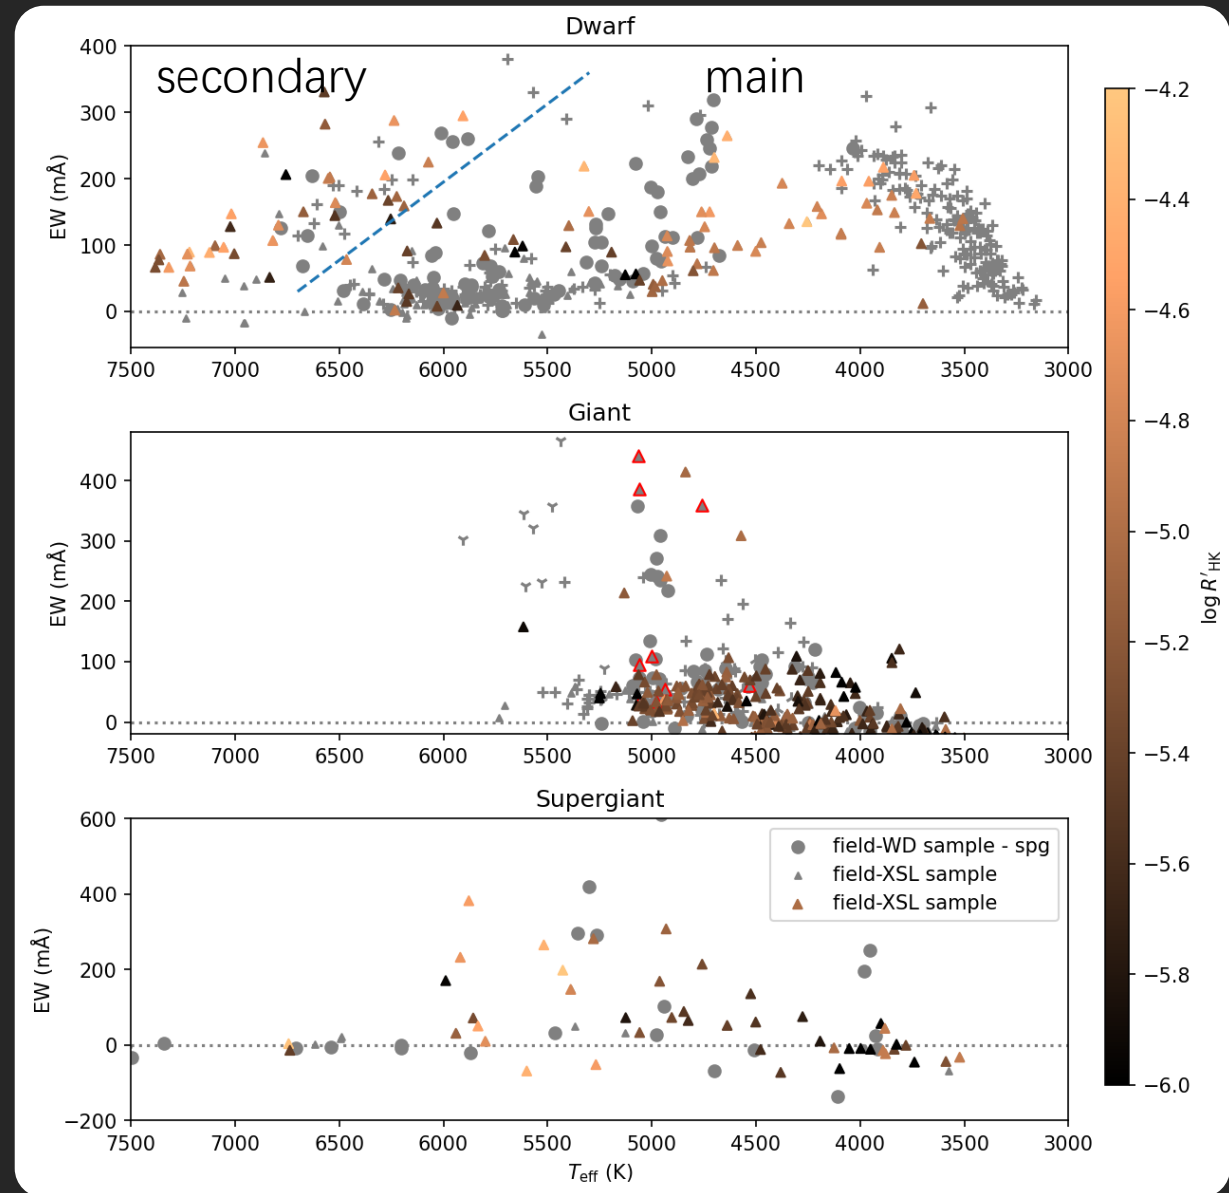 Dwarf
secondary main
EW (mÅ)
400
300
200
100
0
7500 7000 6500 6000 5500 5000 4500 4000 3500 3000
Giant
EW (mÅ)
400
300
200
100
0
7500 7000 6500 6000 5500 5000 4500 4000 3500 3000
Supergiant
EW (mÅ)
600
400
200
0
−200
field-WD sample - spg
field-XSL sample
field-XSL sample
7500 7000 6500 6000 5500 5000 4500 4000 3500 3000
T_eff (K)
−4.2
−4.4
−4.6
−4.8
−5.0
−5.2
−5.4
−5.6
−5.8
−6.0
log R′_HK